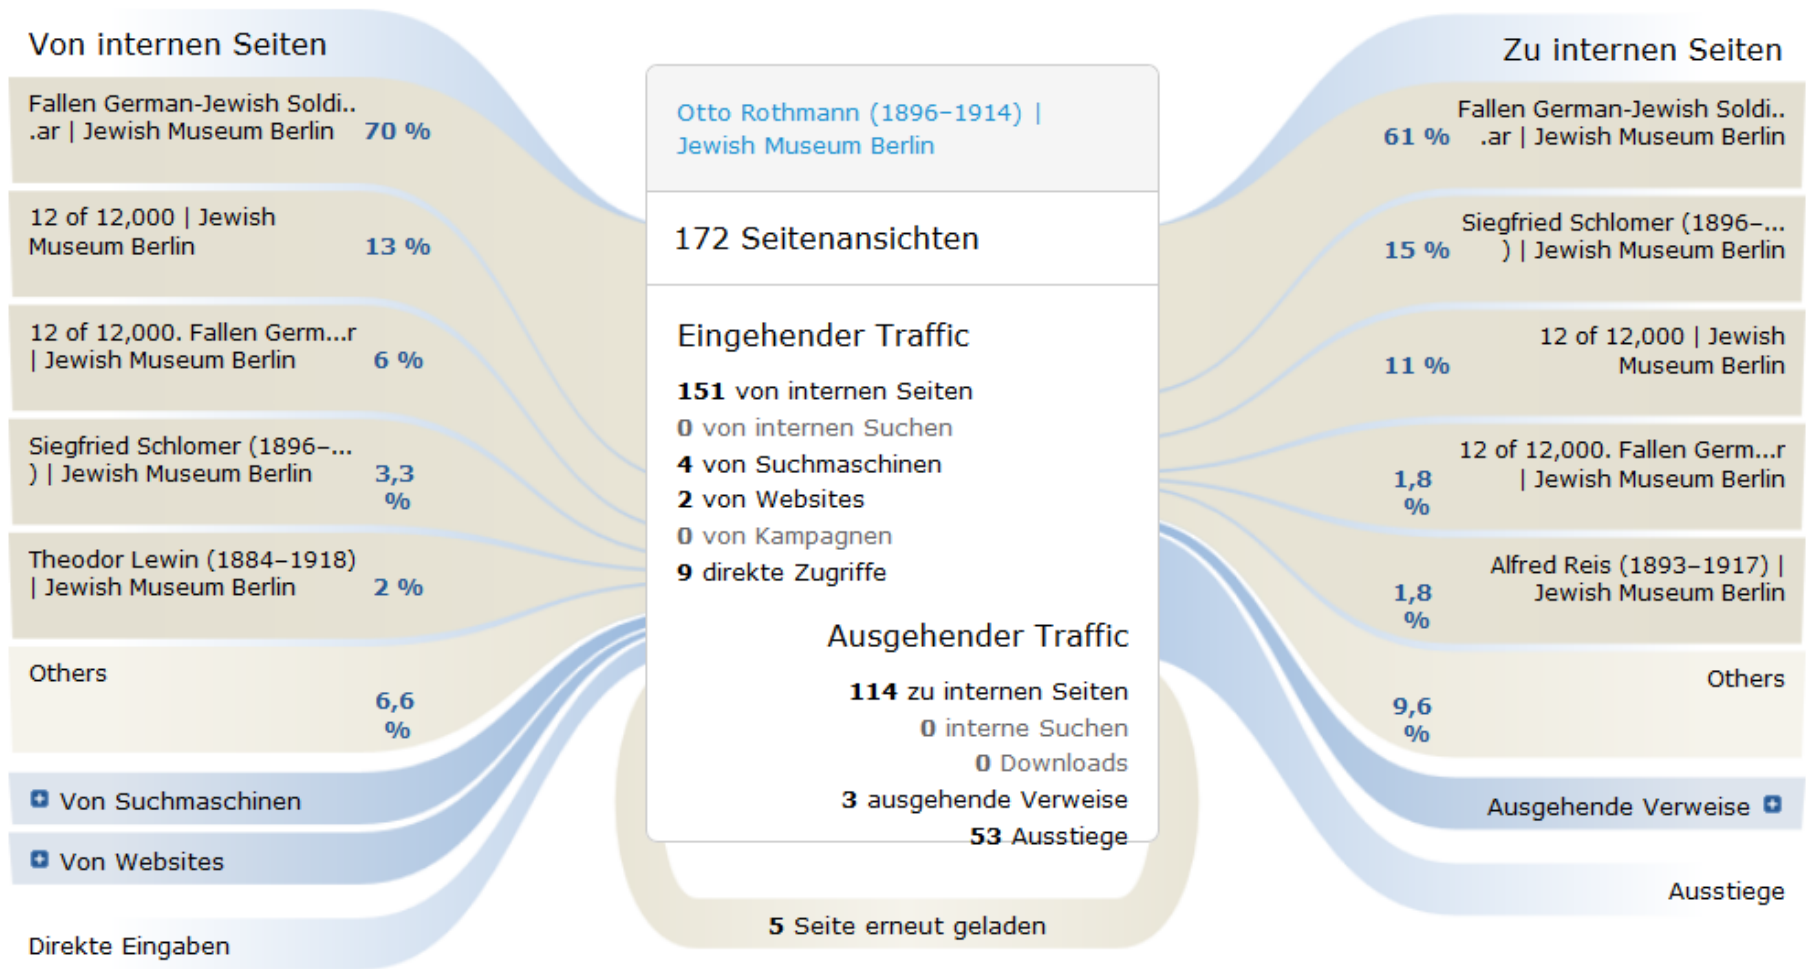 Von internen Seiten
Fallen German-Jewish Soldi..
.ar | Jewish Museum Berlin 70 %
12 of 12,000 | Jewish
Museum Berlin 13 %
12 of 12,000. Fallen Germ...r
| Jewish Museum Berlin 6 %
Siegfried Schlomer (1896–...
) | Jewish Museum Berlin 3,3
%
Theodor Lewin (1884–1918)
| Jewish Museum Berlin 2 %
Others
6,6
%
Von Suchmaschinen
Von Websites
Direkte Eingaben
Otto Rothmann (1896–1914) |
Jewish Museum Berlin
172 Seitenansichten
Eingehender Traffic
151 von internen Seiten
0 von internen Suchen
4 von Suchmaschinen
2 von Websites
0 von Kampagnen
9 direkte Zugriffe
Ausgehender Traffic
114 zu internen Seiten
0 interne Suchen
0 Downloads
3 ausgehende Verweise
53 Ausstiege
5 Seite erneut geladen
Zu internen Seiten
Fallen German-Jewish Soldi..
61 % .ar | Jewish Museum Berlin
Siegfried Schlomer (1896–...
15 % ) | Jewish Museum Berlin
12 of 12,000 | Jewish
11 % Museum Berlin
12 of 12,000. Fallen Germ...r
1,8 | Jewish Museum Berlin
%
Alfred Reis (1893–1917) |
1,8 Jewish Museum Berlin
%
Others
9,6
%
Ausgehende Verweise
Ausstiege